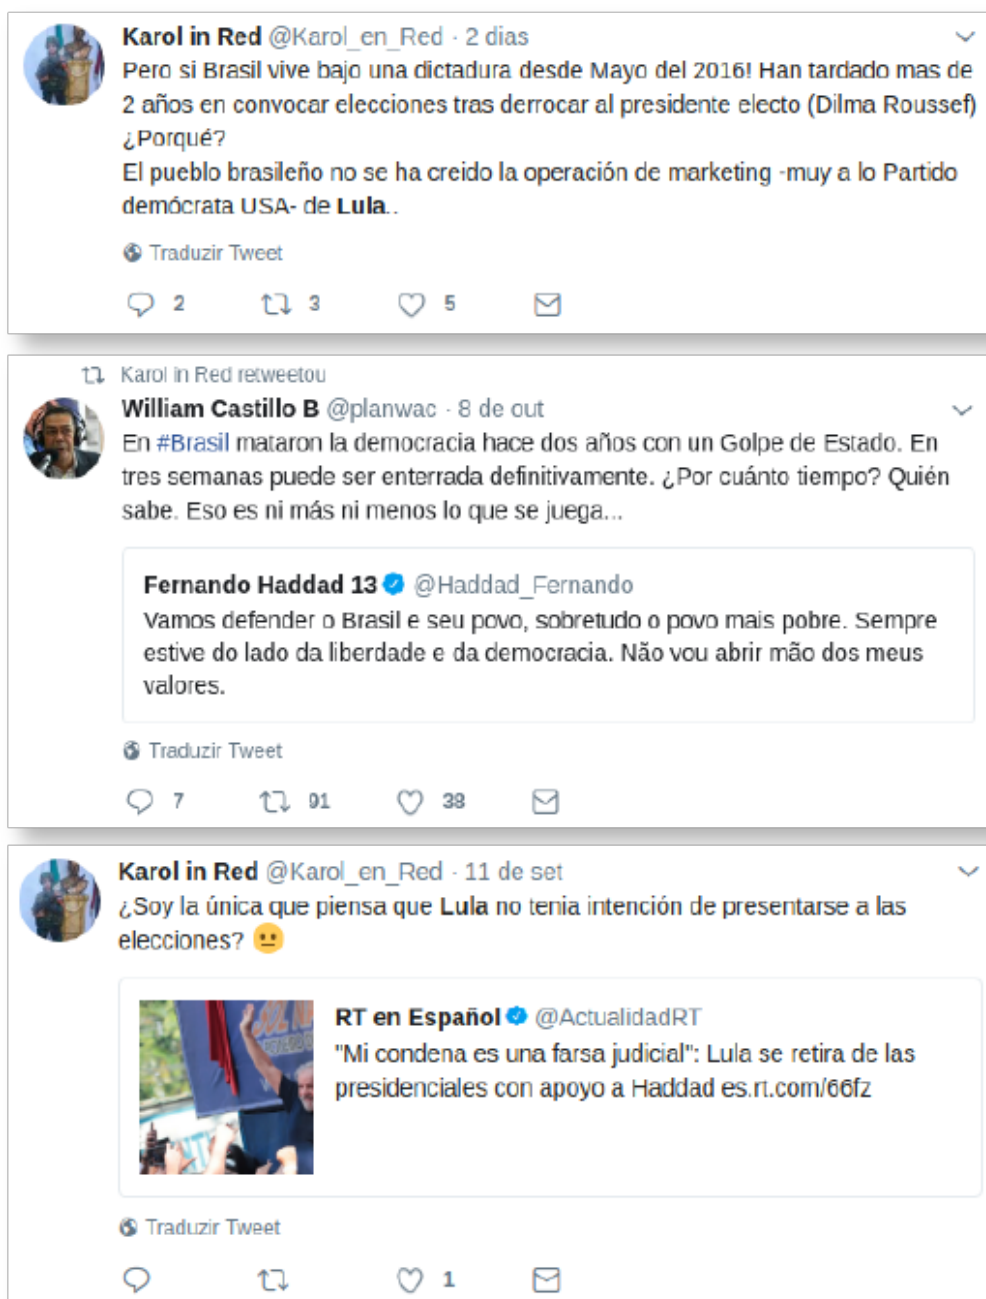 Karol in Red @Karol_en_Red · 2 dias
Pero si Brasil vive bajo una dictadura desde Mayo del 2016! Han tardado mas de
2 años en convocar elecciones tras derrocar al presidente electo (Dilma Roussef)
¿Porqué?
El pueblo brasileño no se ha creido la operación de marketing -muy a lo Partido
demócrata USA- de Lula..
Traduzir Tweet
2 3 5
Karol in Red retweetou
William Castillo B @planwac · 8 de out
En #Brasil mataron la democracia hace dos años con un Golpe de Estado. En
tres semanas puede ser enterrada definitivamente. ¿Por cuánto tiempo? Quién
sabe. Eso es ni más ni menos lo que se juega...
Fernando Haddad 13 @Haddad_Fernando
Vamos defender o Brasil e seu povo, sobretudo o povo mais pobre. Sempre
estive do lado da liberdade e da democracia. Não vou abrir mão dos meus
valores.
Traduzir Tweet
7 91 38
Karol in Red @Karol_en_Red · 11 de set
¿Soy la única que piensa que Lula no tenia intención de presentarse a las
elecciones?
RT en Español @ActualidadRT
"Mi condena es una farsa judicial": Lula se retira de las
presidenciales con apoyo a Haddad es.rt.com/66fz
Traduzir Tweet
1